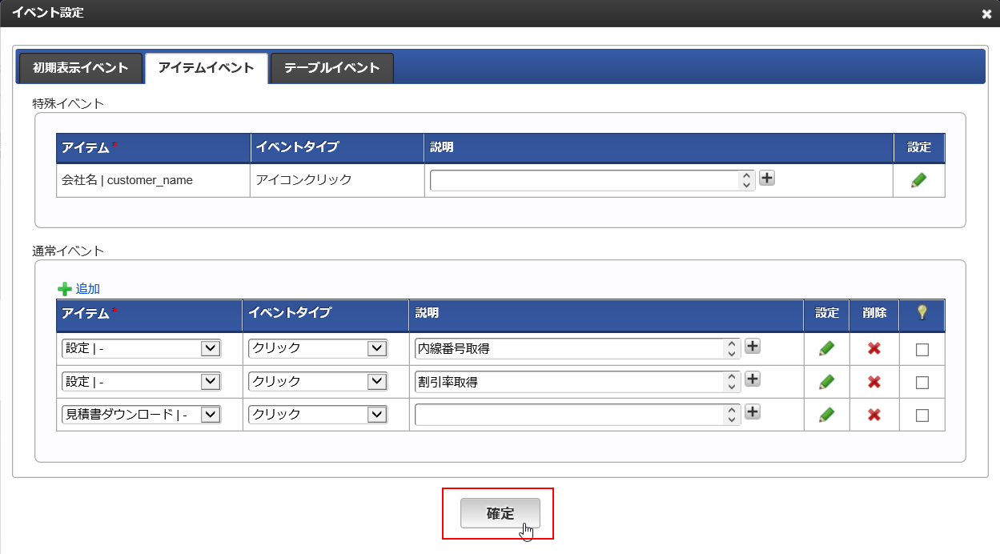 イベント設定
初期表示イベント アイテムイベント テーブルイベント
特殊イベント
アイテム* イベントタイプ 説明 設定
会社名 | customer_name アイコンクリック
通常イベント
追加
アイテム* イベントタイプ 説明 設定 削除
設定 | - クリック 内線番号取得
設定 | - クリック 割引率取得
見積書ダウンロード | - クリック
確定